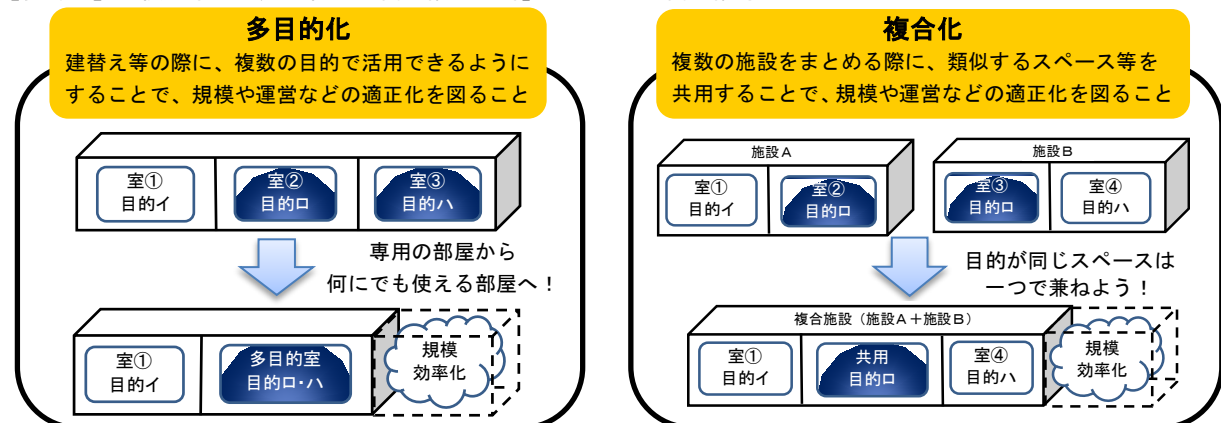 多目的化
建替え等の際に、複数の目的で活用できるように
することで、規模や運営などの適正化を図ること
室①
目的イ
室②
目的ロ
室③
目的ハ
専用の部屋から
何にでも使える部屋へ！
室①
目的イ
多目的室
目的ロ・ハ
規模
効率化
複合化
複数の施設をまとめる際に、類似するスペース等を
共用することで、規模や運営などの適正化を図ること
施設A
室①
目的イ
室②
目的ロ
施設B
室③
目的ロ
室④
目的ハ
目的が同じスペースは
一つで兼ねよう！
複合施設（施設A＋施設B）
室①
目的イ
共用
目的ロ
室④
目的ハ
規模
効率化